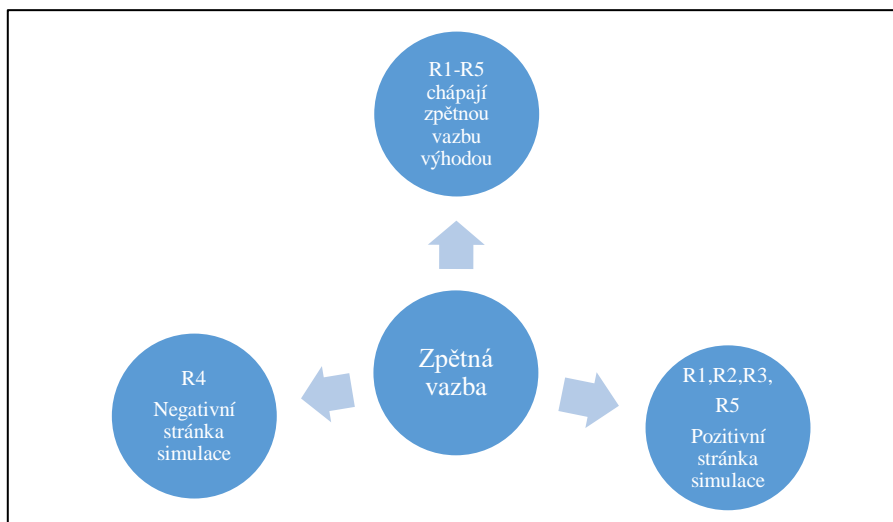 R1-R5
chápají
zpětnou
vazbu
výhodou
Zpětná
vazba
R4
Negativní
stránka
simulace
R1,R2,R3,
R5
Pozitivní
stránka
simulace